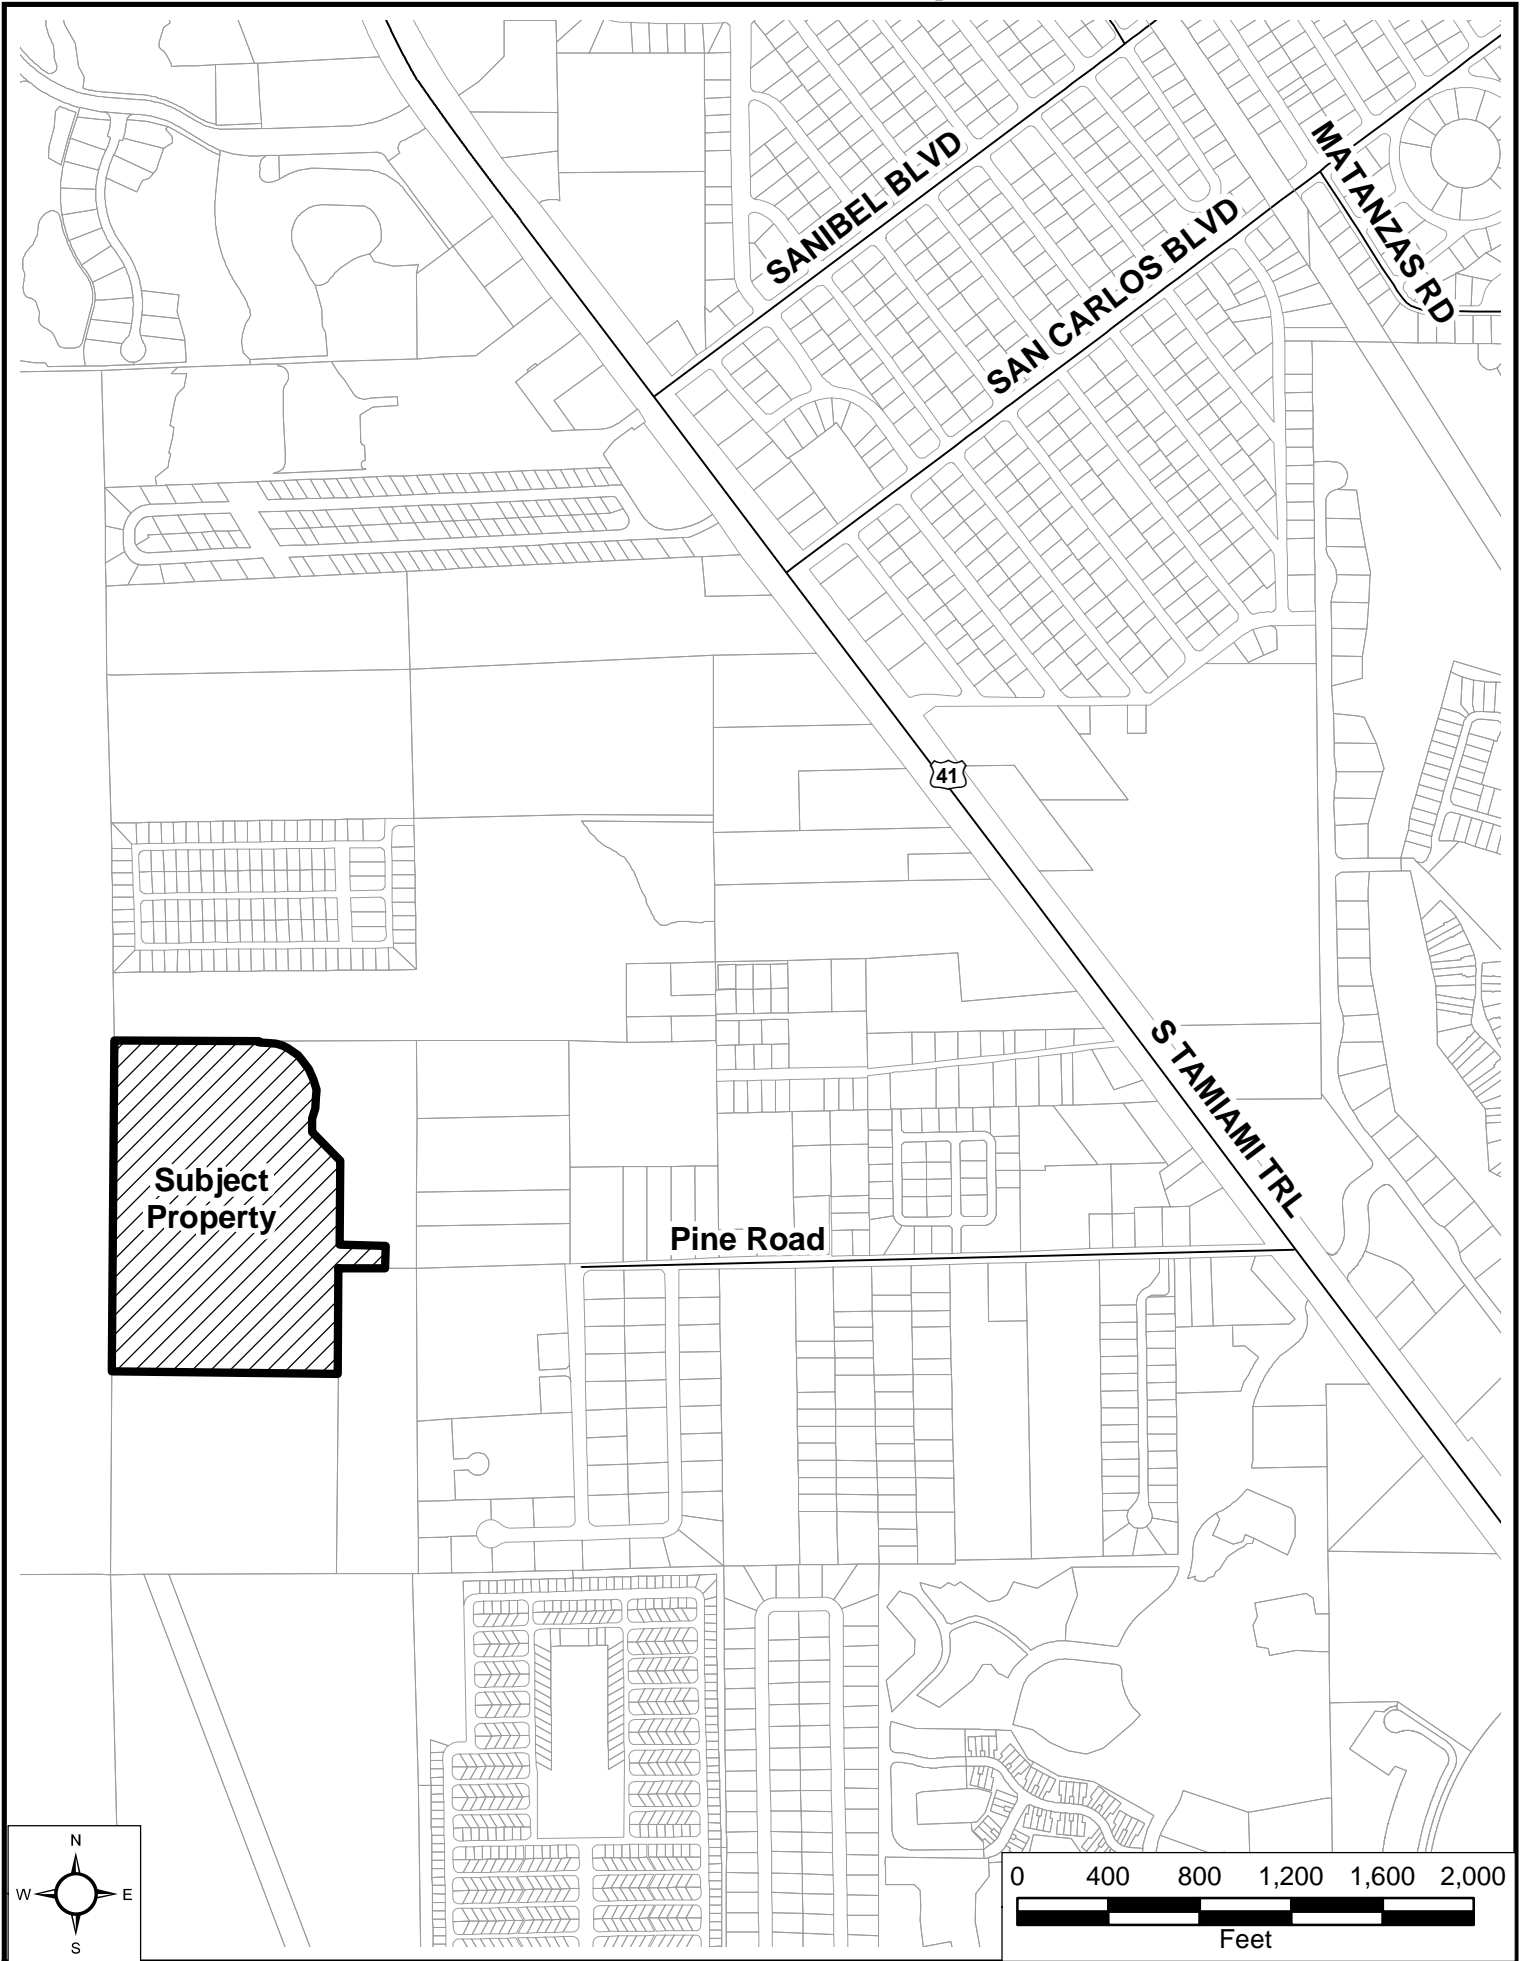 SANIBEL BLVD
MATANZAS RD
SAN CARLOS BLVD
41
S TAMIAMI TRL
Subject
Property
Pine Road
N
W E
S
0 400 800 1,200 1,600 2,000
Feet